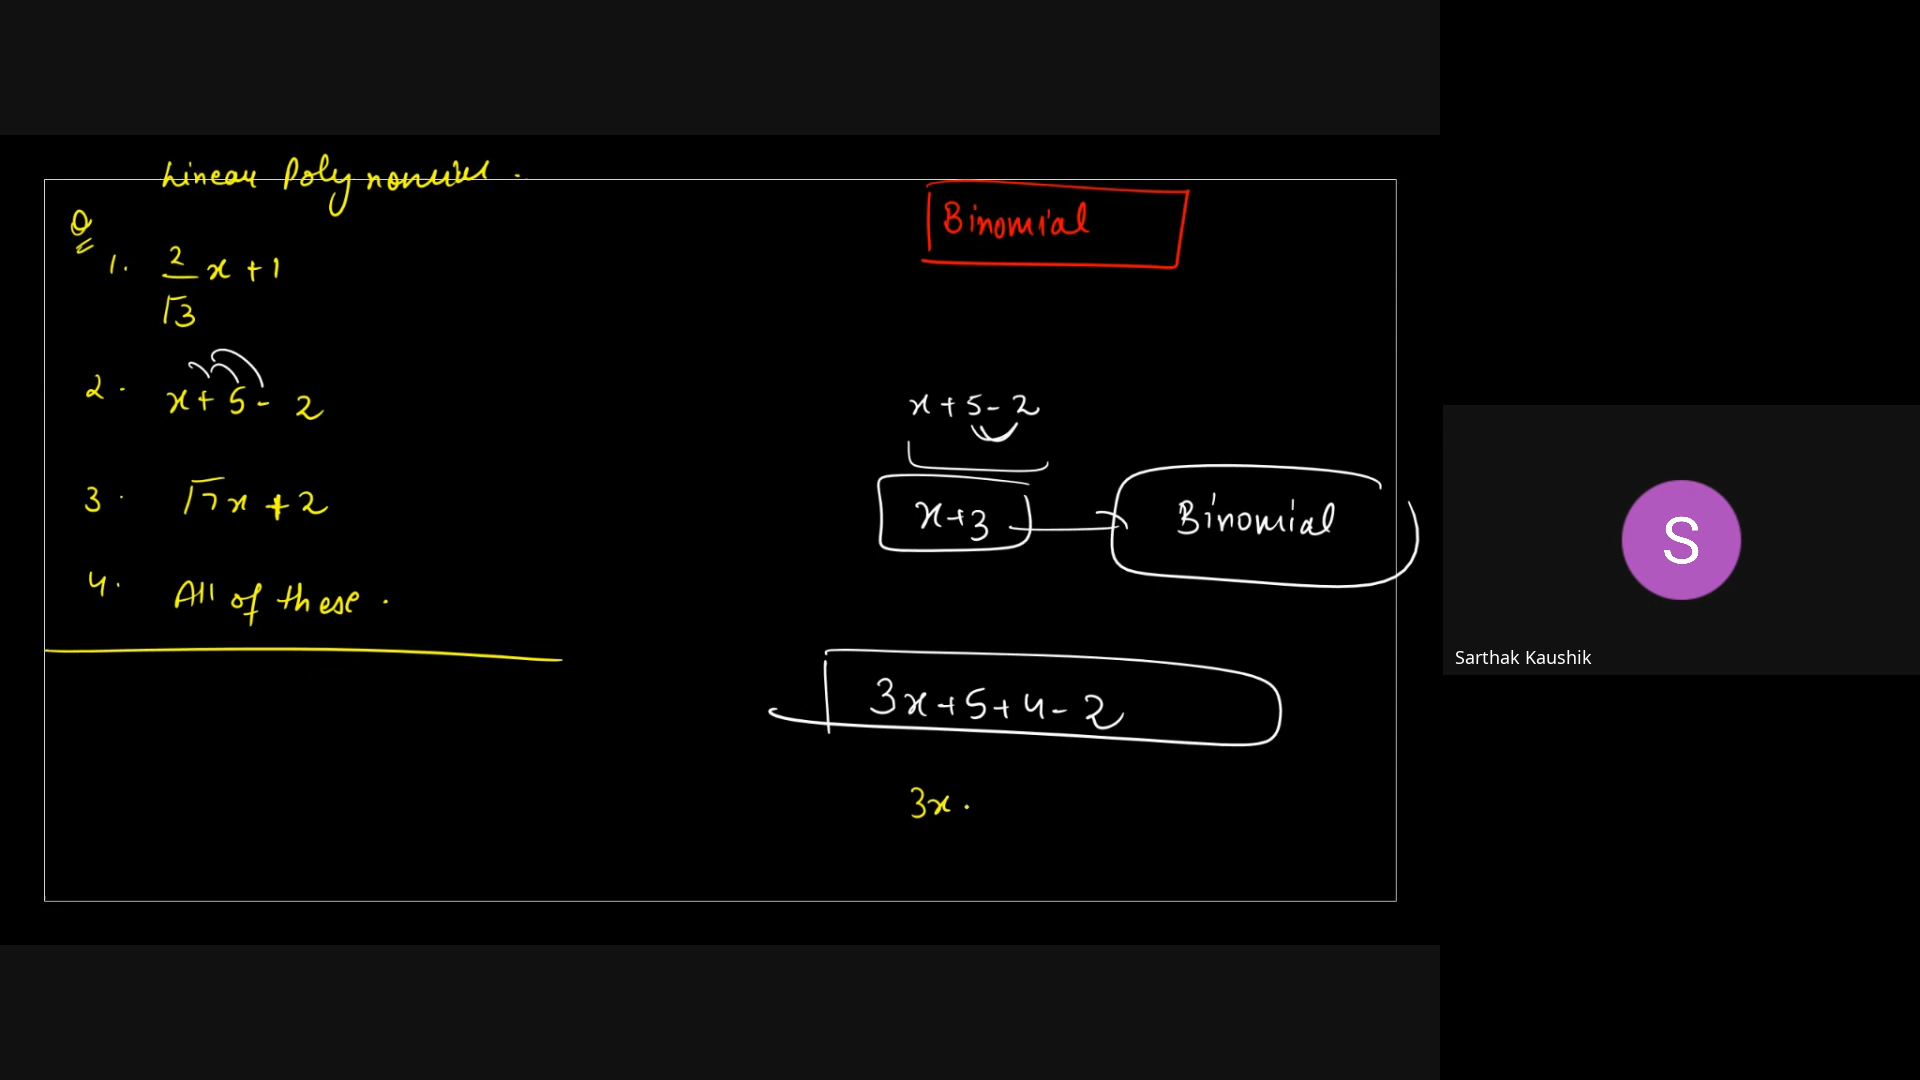 Linear Polynomial.
Q
1. 2/√3 x + 1
2. x + 5 - 2
3. √7x + 2
4. All of these.
Binomial
x + 5 - 2
x+3
Binomial
3x + 5 + 4 - 2
3x.
S
Sarthak Kaushik